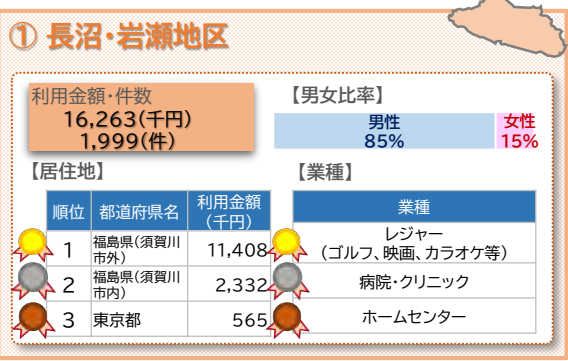 ① 長沼・岩瀬地区
利用金額・件数
16,263(千円)
1,999(件)
【男女比率】
男性
85%
女性
15%
【居住地】
順位 都道府県名 利用金額
(千円)
1 福島県(須賀川
市外) 11,408
2 福島県(須賀川
市内) 2,332
3 東京都 565
【業種】
業種
レジャー
(ゴルフ、映画、カラオケ等)
病院・クリニック
ホームセンター